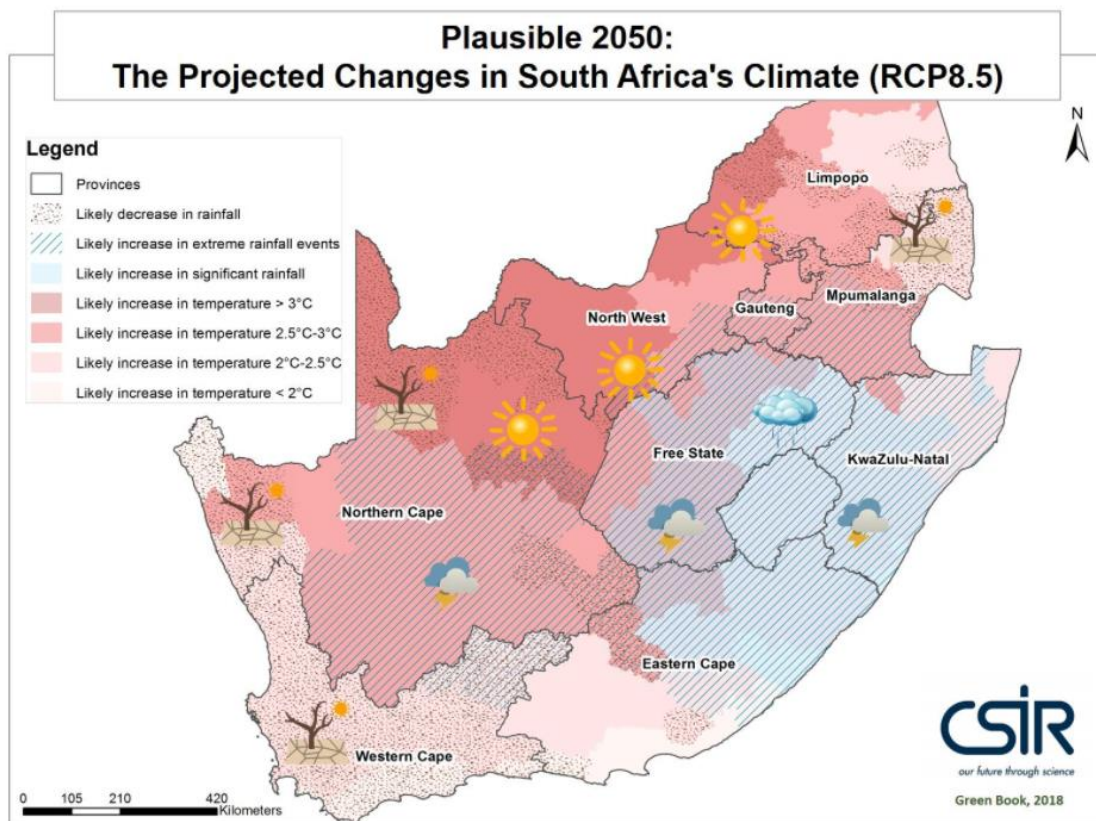 Plausible 2050:
The Projected Changes in South Africa's Climate (RCP8.5)
N
Legend
Provinces
Likely decrease in rainfall
Likely increase in extreme rainfall events
Likely increase in significant rainfall
Likely increase in temperature > 3°C
Likely increase in temperature 2.5°C-3°C
Likely increase in temperature 2°C-2.5°C
Likely increase in temperature < 2°C
Limpopo
Mpumalanga
Gauteng
North West
Free State
KwaZulu-Natal
Northern Cape
Eastern Cape
Western Cape
CSIR
our future through science
Green Book, 2018
0 105 210 420
Kilometers